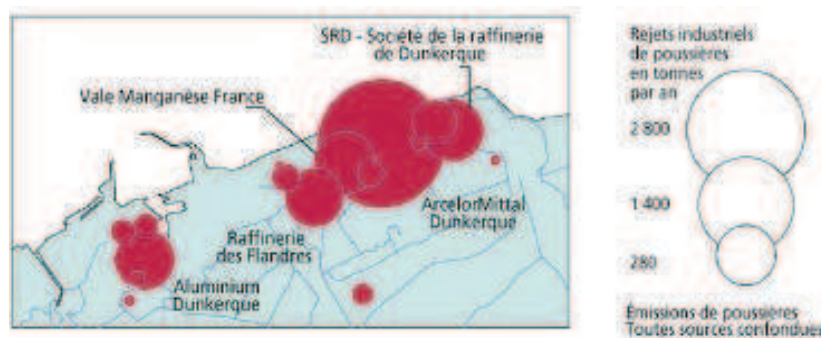 SRD - Société de la raffinerie
de Dunkerque
Vale Manganèse France
ArcelorMittal
Dunkerque
Raffinerie
des Flandres
Aluminium
Dunkerque
Rejets industriels
de poussières
en tonnes
par an
2 800
1 400
280
Émissions de poussières
Toutes sources confondues